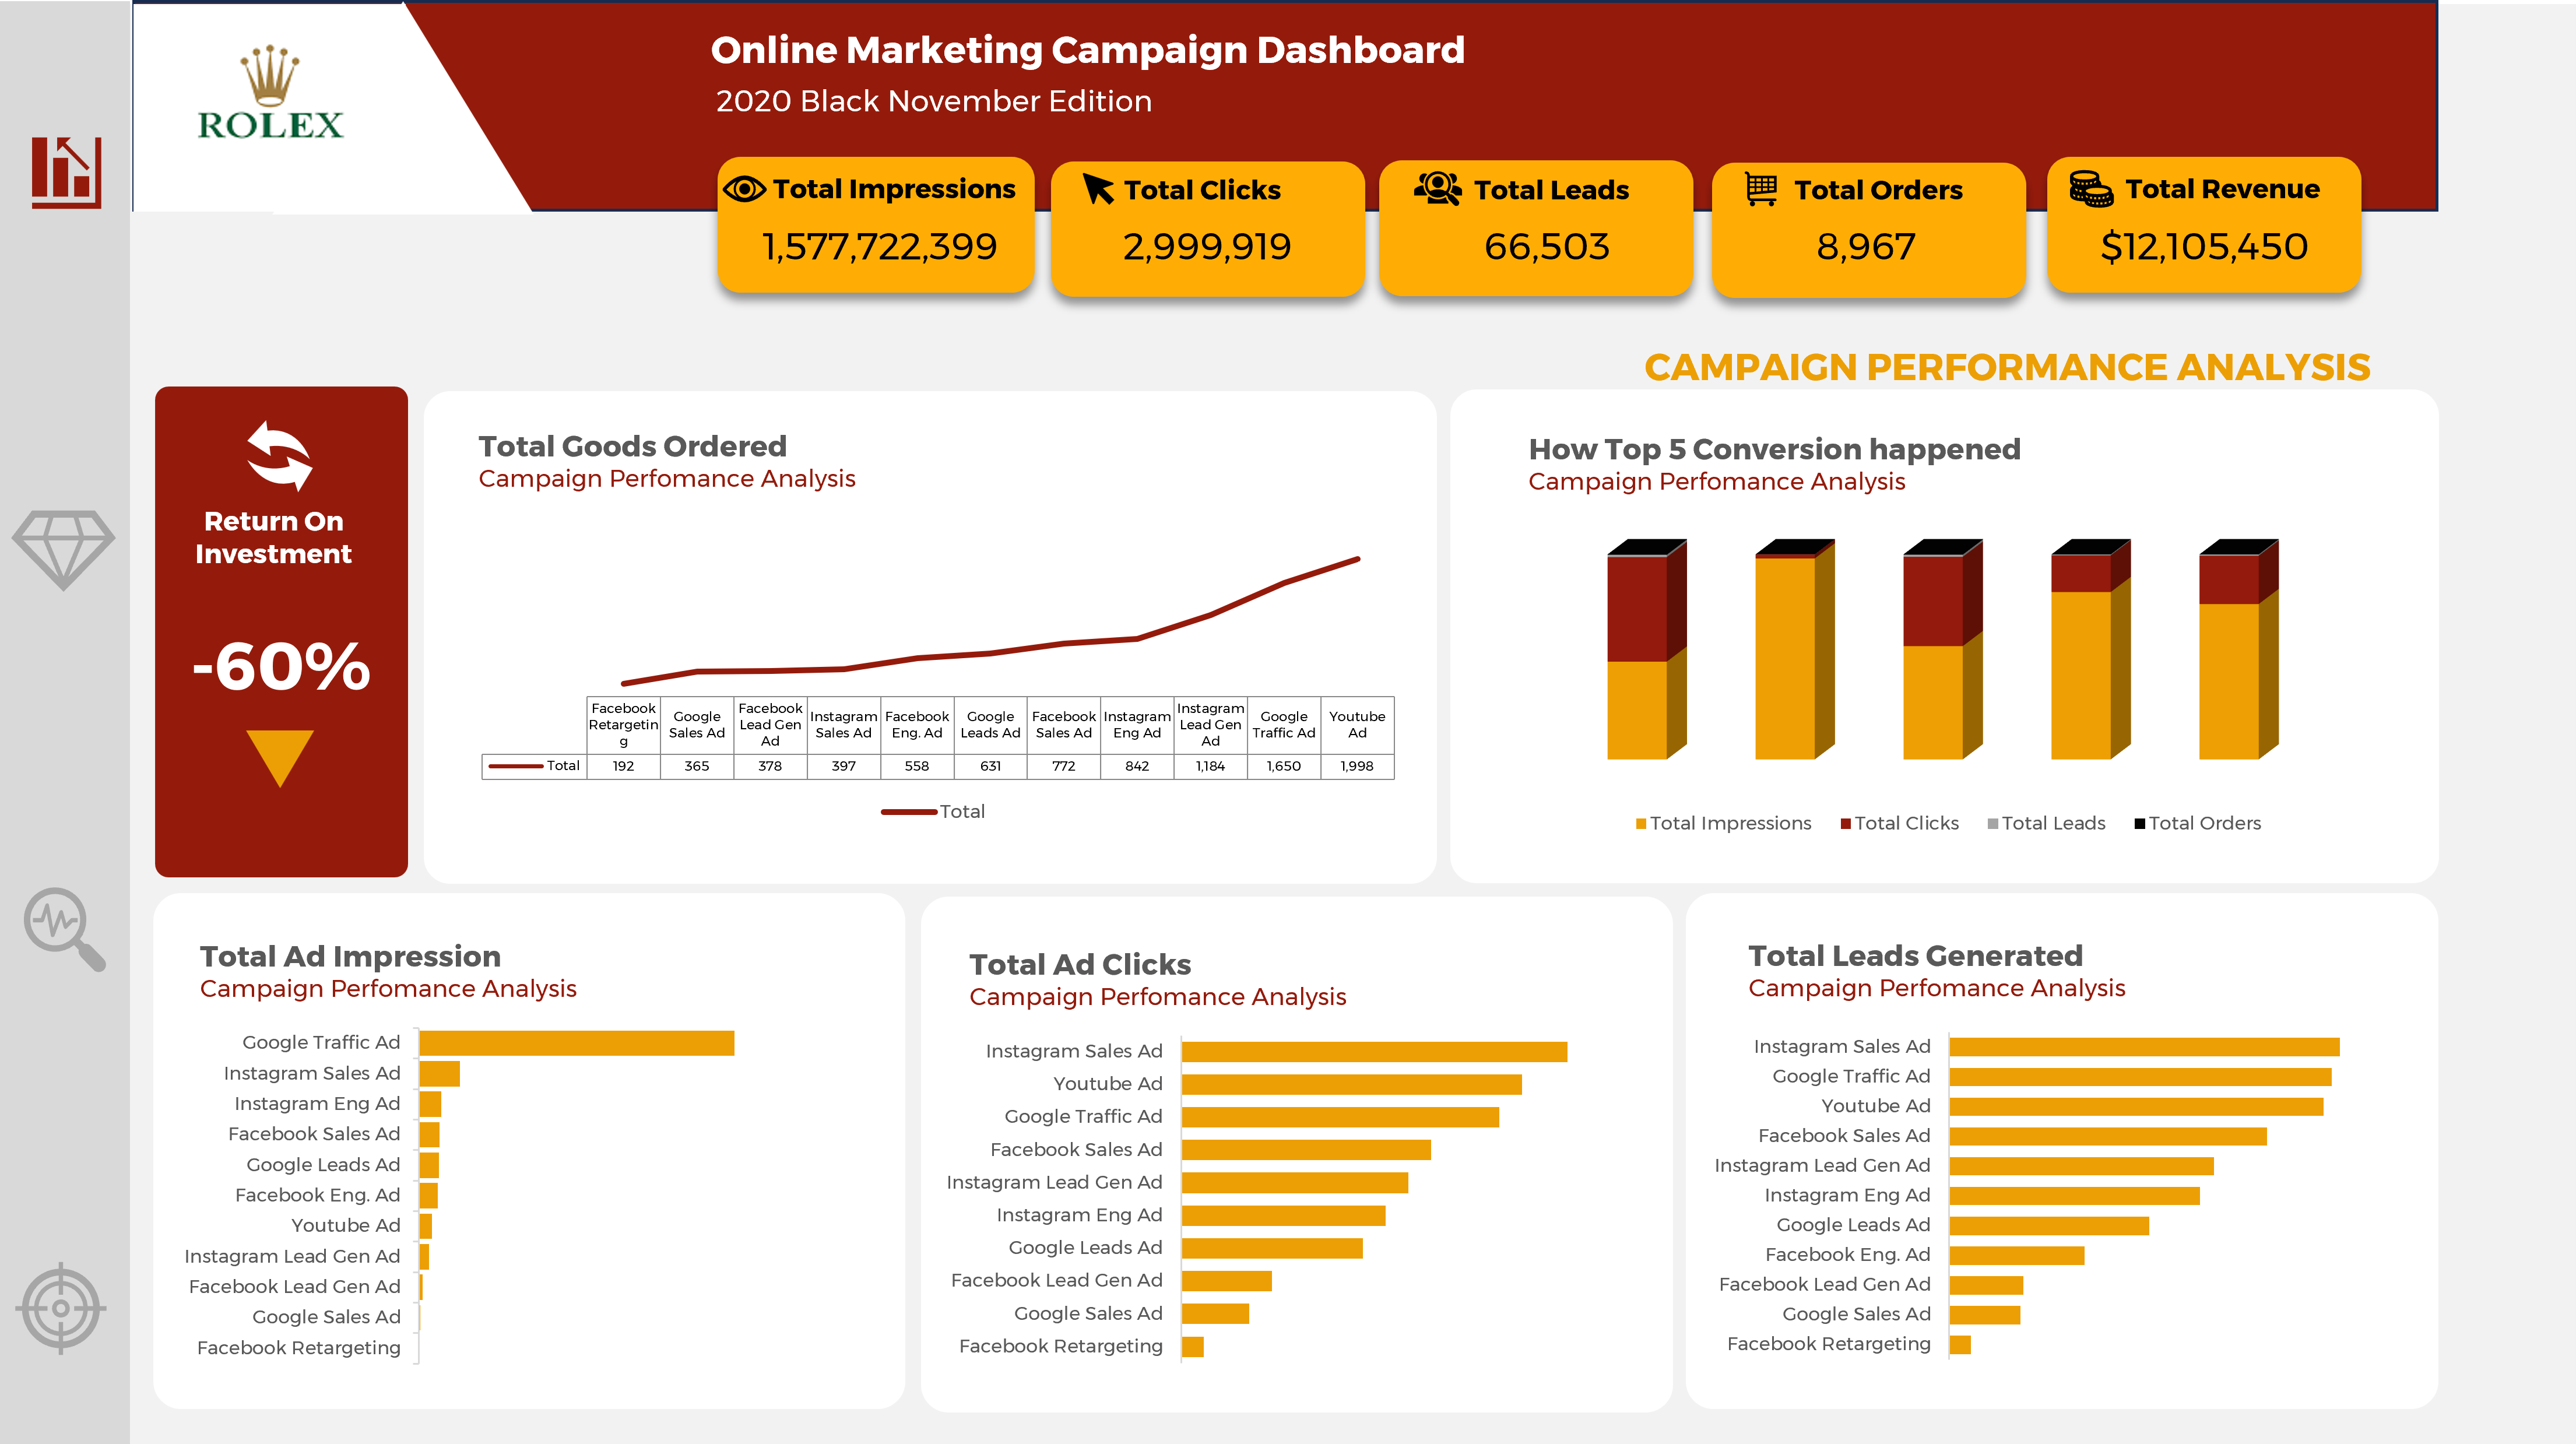 ROLEX
Online Marketing Campaign Dashboard
2020 Black November Edition
Total Impressions
1,577,722,399
Total Clicks
2,999,919
Total Leads
66,503
Total Orders
8,967
Total Revenue
$12,105,450
CAMPAIGN PERFORMANCE ANALYSIS
Return On
Investment
-60%
Total Goods Ordered
Campaign Perfomance Analysis
Facebook
Retargetin
g
Google
Sales Ad
Facebook
Lead Gen
Ad
Instagram
Sales Ad
Facebook
Eng. Ad
Google
Leads Ad
Facebook
Sales Ad
Instagram
Eng Ad
Instagram
Lead Gen
Ad
Google
Traffic Ad
Youtube
Ad
Total 192 365 378 397 558 631 772 842 1,184 1,650 1,998
Total
How Top 5 Conversion happened
Campaign Perfomance Analysis
Total Impressions Total Clicks Total Leads Total Orders
Total Ad Impression
Campaign Perfomance Analysis
Google Traffic Ad
Instagram Sales Ad
Instagram Eng Ad
Facebook Sales Ad
Google Leads Ad
Facebook Eng. Ad
Youtube Ad
Instagram Lead Gen Ad
Facebook Lead Gen Ad
Google Sales Ad
Facebook Retargeting
Total Ad Clicks
Campaign Perfomance Analysis
Instagram Sales Ad
Youtube Ad
Google Traffic Ad
Facebook Sales Ad
Instagram Lead Gen Ad
Instagram Eng Ad
Google Leads Ad
Facebook Lead Gen Ad
Google Sales Ad
Facebook Retargeting
Total Leads Generated
Campaign Perfomance Analysis
Instagram Sales Ad
Google Traffic Ad
Youtube Ad
Facebook Sales Ad
Instagram Lead Gen Ad
Instagram Eng Ad
Google Leads Ad
Facebook Eng. Ad
Facebook Lead Gen Ad
Google Sales Ad
Facebook Retargeting